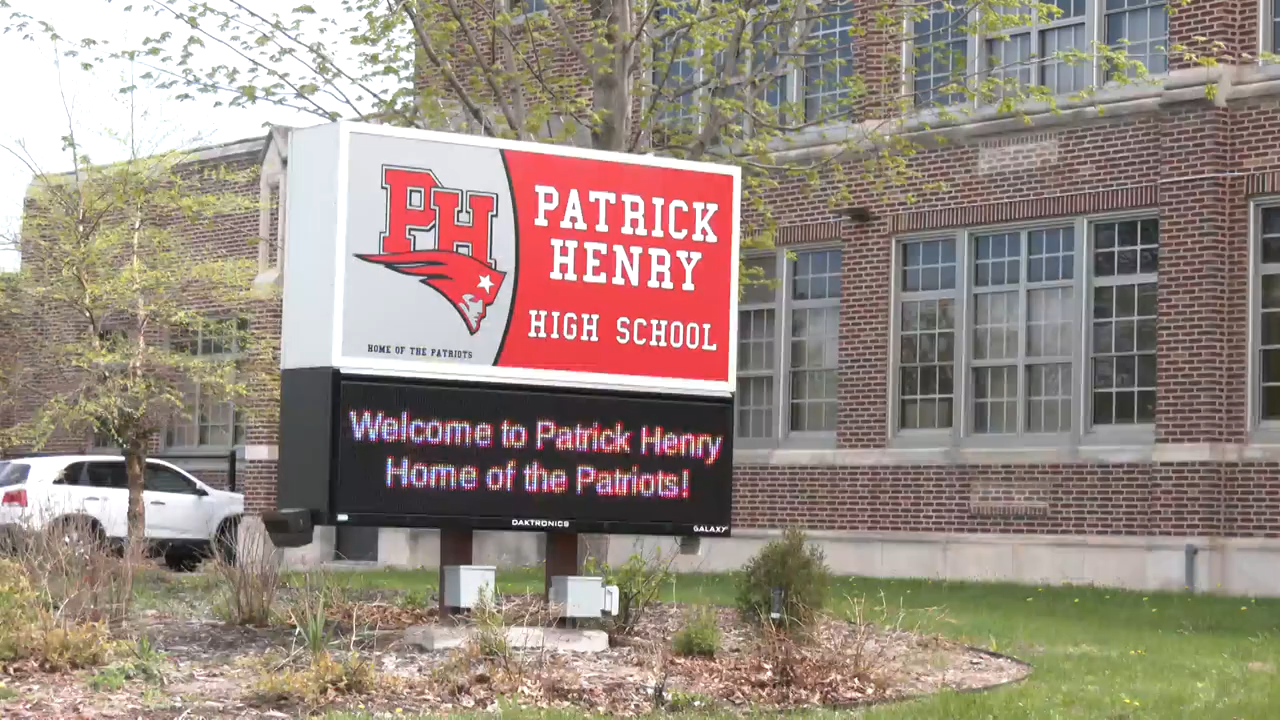 PH
PATRICK
HENRY
HIGH SCHOOL
HOME OF THE PATRIOTS
Welcome to Patrick Henry
Home of the Patriots!
DAKTRONICS
GALAXY